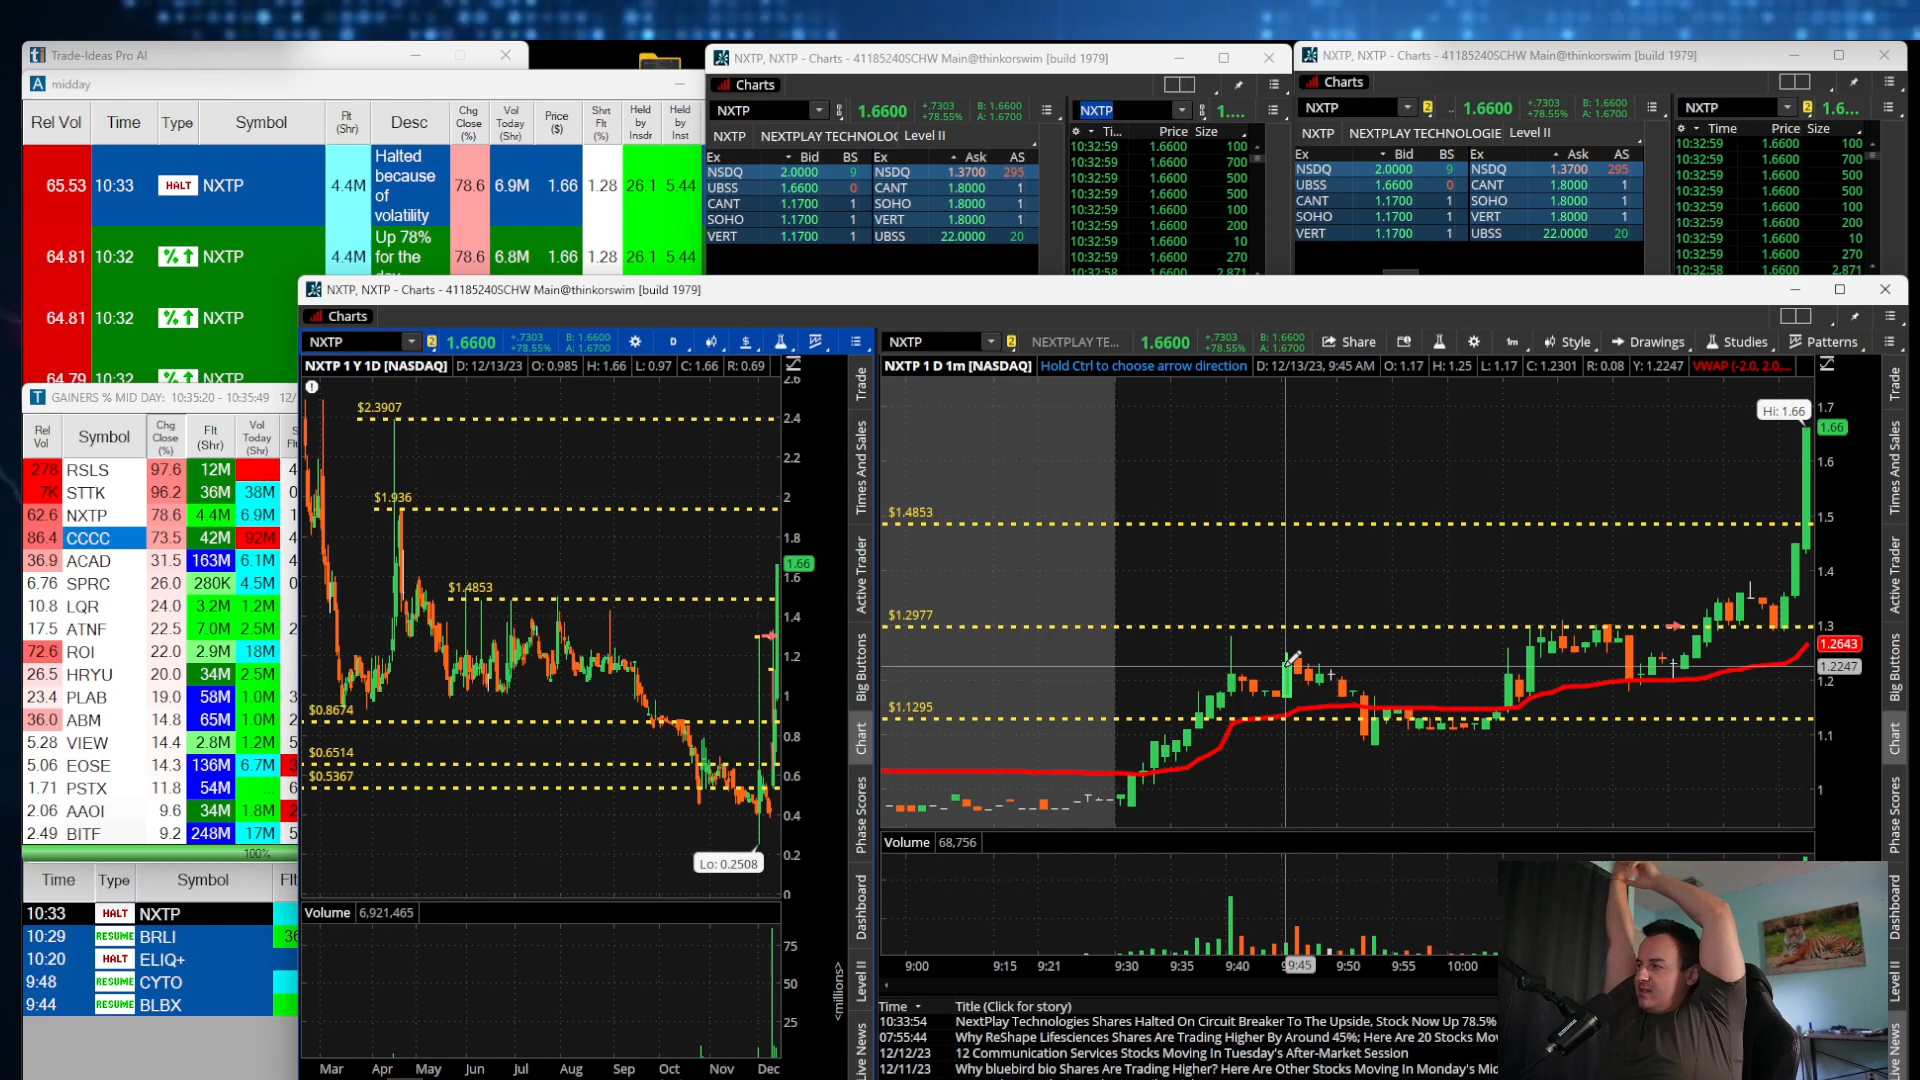 Trade-Ideas Pro AI
midday
Rel Vol Time Type Symbol Flt (Shr) Desc Chg Close (%) Vol Today (Shr) Price ($) Shrt Flt (%) Held by Insdr Held by Inst
65.53 10:33 HALT NXTP 4.4M Halted because of volatility 78.6 6.9M 1.66 1.28 26.1 5.44
64.81 10:32 % NXTP 4.4M Up 78% for the day 78.6 6.8M 1.66 1.28 26.1 5.44
64.81 10:32 % NXTP
64.79 10:32 % NXTP
GAINERS % MID DAY: 10:35:20 - 10:35:49 12/
Rel Vol Symbol Chg Close (%) Flt (Shr) Vol Today (Shr)
278 RSLS 97.6 12M 4
7K STTK 96.2 36M 38M 0
62.6 NXTP 78.6 4.4M 6.9M 1
86.4 CCCC 73.5 42M 92M 4
36.9 ACAD 31.5 163M 6.1M 4
6.76 SPRC 26.0 280K 4.5M 0
10.8 LQR 24.0 3.2M 1.2M
17.5 ATNF 22.5 7.0M 2.5M
72.6 ROI 22.0 2.9M 18M
26.5 HRYU 20.0 34M 2.5M
23.4 PLAB 19.0 58M 1.0M
36.0 ABM 14.8 65M 1.0M
5.28 VIEW 14.4 2.8M 1.2M
5.06 EOSE 14.3 136M 6.7M
1.71 PSTX 11.8 54M ...
2.06 AAOI 9.6 34M 1.8M
2.49 BITF 9.2 248M 17M
100%
Time Type Symbol Flt
10:33 HALT NXTP
10:29 RESUME BRLI
10:20 HALT ELIQ+
9:48 RESUME CYTO
9:44 RESUME BLBX
NXTP, NXTP - Charts - 41185240SCHW Main@thinkorswim [build 1979]
Charts
NXTP 1.6600 +.7303 +78.55% B: 1.6600 A: 1.6700 NXTP 1....
NXTP NEXTPLAY TECHNOLOG Level II
Ex Bid BS Ex Ask AS
NSDQ 2.0000 9 NSDQ 1.3700 295
UBSS 1.6600 0 CANT 1.8000 1
CANT 1.1700 1 SOHO 1.8000 1
SOHO 1.1700 1 VERT 1.8000 1
VERT 1.1700 1 UBSS 22.0000 20
Ti... Price Size
10:32:59 1.6600 100
10:32:59 1.6600 700
10:32:59 1.6600 500
10:32:59 1.6600 500
10:32:59 1.6600 100
10:32:59 1.6600 200
10:32:59 1.6600 10
10:32:59 1.6600 270
10:32:58 1.6600 2,871
NXTP, NXTP - Charts - 41185240SCHW Main@thinkorswim [build 1979]
Charts
NXTP 2 .. 1.6600 +.7303 +78.55% B: 1.6600 A: 1.6700 NXTP 2 1.6...
NXTP NEXTPLAY TECHNOLOGIE Level II
Ex Bid BS Ex Ask AS
NSDQ 2.0000 9 NSDQ 1.3700 295
UBSS 1.6600 0 CANT 1.8000 1
CANT 1.1700 1 SOHO 1.8000 1
SOHO 1.1700 1 VERT 1.8000 1
VERT 1.1700 1 UBSS 22.0000 20
Time Price Size
10:32:59 1.6600 100
10:32:59 1.6600 700
10:32:59 1.6600 500
10:32:59 1.6600 500
10:32:59 1.6600 100
10:32:59 1.6600 200
10:32:59 1.6600 10
10:32:59 1.6600 270
10:32:58 1.6600 2,871
NXTP, NXTP - Charts - 41185240SCHW Main@thinkorswim [build 1979]
Charts
NXTP 2 1.6600 +.7303 +78.55% B: 1.6600 A: 1.6700 D
NXTP 1 Y 1D [NASDAQ] D: 12/13/23 O: 0.985 H: 1.66 L: 0.97 C: 1.66 R: 0.69
$2.3907
$1.936
$1.4853
$0.8674
$0.6514
$0.5367
Lo: 0.2508
2.6
2.4
2.2
2
1.8
1.66
1.6
1.4
1.2
1
0.8
0.6
0.4
0.2
0
Volume 6,921,465
75
50
25
<millions>
Mar Apr May Jun Jul Aug Sep Oct Nov Dec
Trade
Times And Sales
Active Trader
Big Buttons
Chart
Phase Scores
Dashboard
Level II
Live News
NXTP 2 NEXTPLAY TE... 1.6600 +.7303 +78.55% B: 1.6600 A: 1.6700 Share 1m Style Drawings Studies Patterns
NXTP 1 D 1m [NASDAQ] Hold Ctrl to choose arrow direction D: 12/13/23, 9:45 AM O: 1.17 H: 1.25 L: 1.17 C: 1.2301 R: 0.08 Y: 1.2247 VWAP (-2.0, 2.0,...
Hi: 1.66
$1.4853
$1.2977
$1.1295
1.7
1.66
1.6
1.5
1.4
1.3
1.2643
1.2247
1.2
1.1
1
Volume 68,756
9:00 9:15 9:21 9:30 9:35 9:40 9:45 9:50 9:55 10:00
Time Title (Click for story)
10:33:54 NextPlay Technologies Shares Halted On Circuit Breaker To The Upside, Stock Now Up 78.5%
07:55:44 Why ReShape Lifesciences Shares Are Trading Higher By Around 45%; Here Are 20 Stocks Mov
12/12/23 12 Communication Services Stocks Moving In Tuesday's After-Market Session
12/11/23 Why bluebird bio Shares Are Trading Higher? Here Are Other Stocks Moving In Monday's Mic
Trade
Times And Sales
Active Trader
Big Buttons
Chart
Phase Scores
Dashboard
Level II
Live News